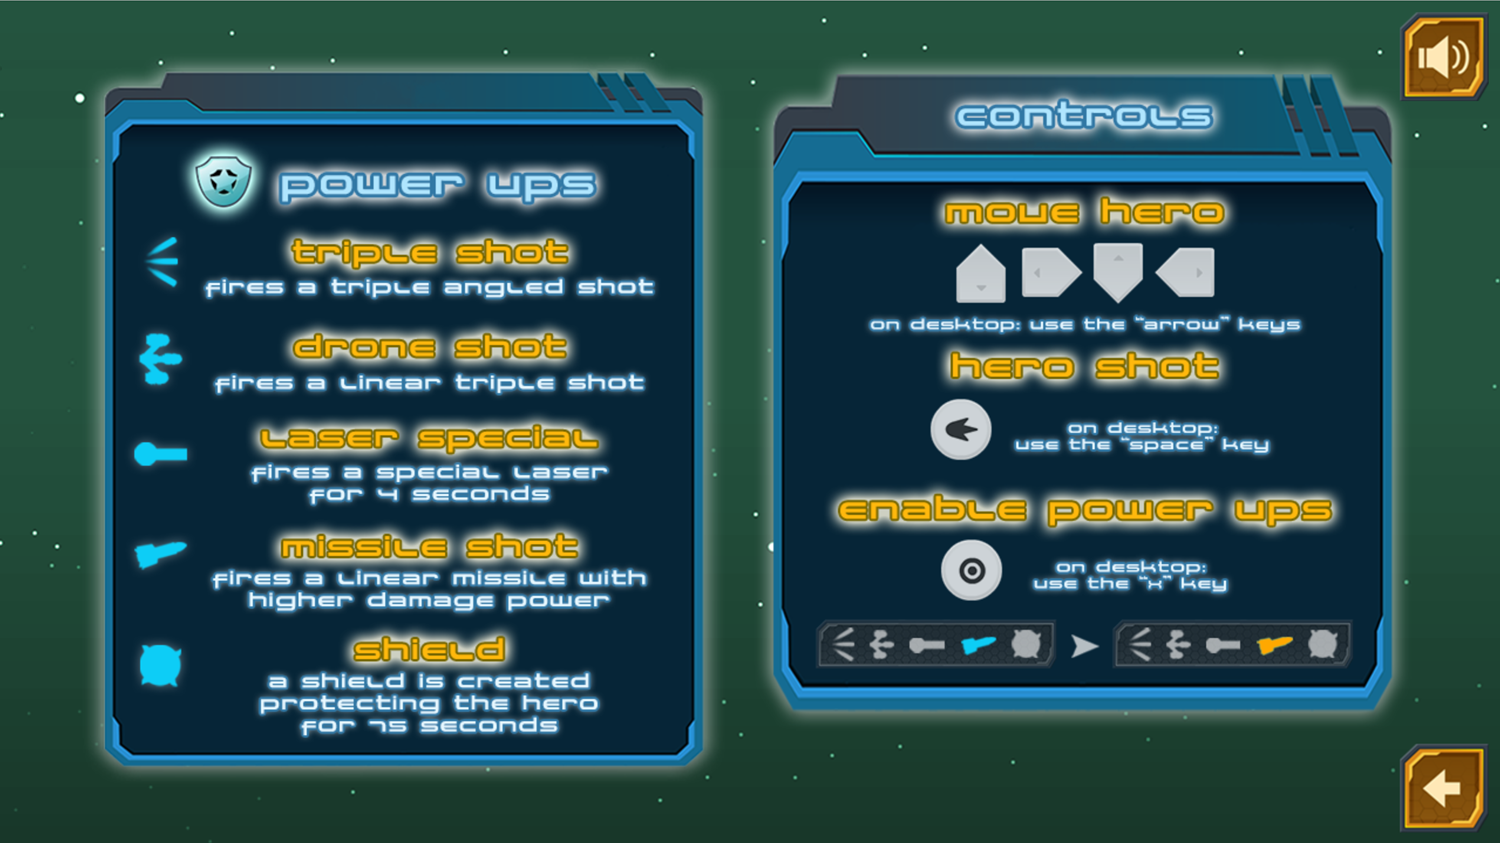 power ups
triple shot
fires a triple angled shot
drone shot
fires a linear triple shot
laser special
fires a special laser
for 4 seconds
missile shot
fires a linear missile with
higher damage power
shield
a shield is created
protecting the hero
for 75 seconds
controls
move hero
on desktop: use the "arrow" keys
hero shot
on desktop:
use the "space" key
enable power ups
on desktop:
use the "x" key